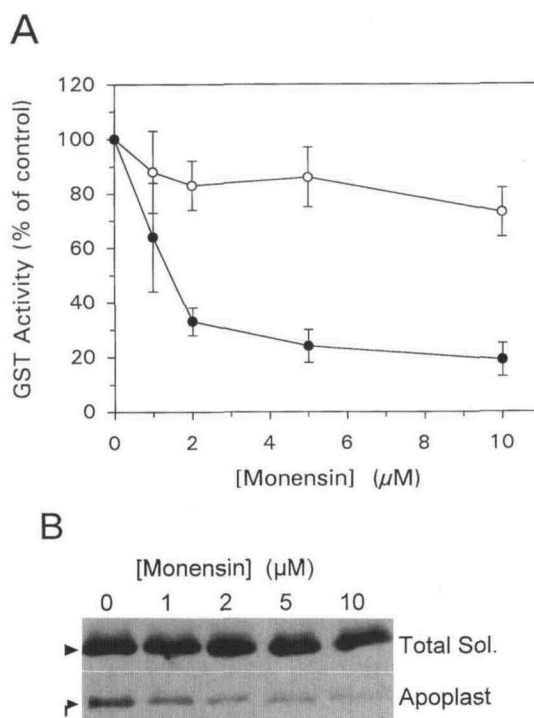 A
GST Activity (% of control)
120
100
80
60
40
20
0
0 2 4 6 8 10
[Monensin] (µM)
B
[Monensin] (µM)
0 1 2 5 10
Total Sol.
Apoplast